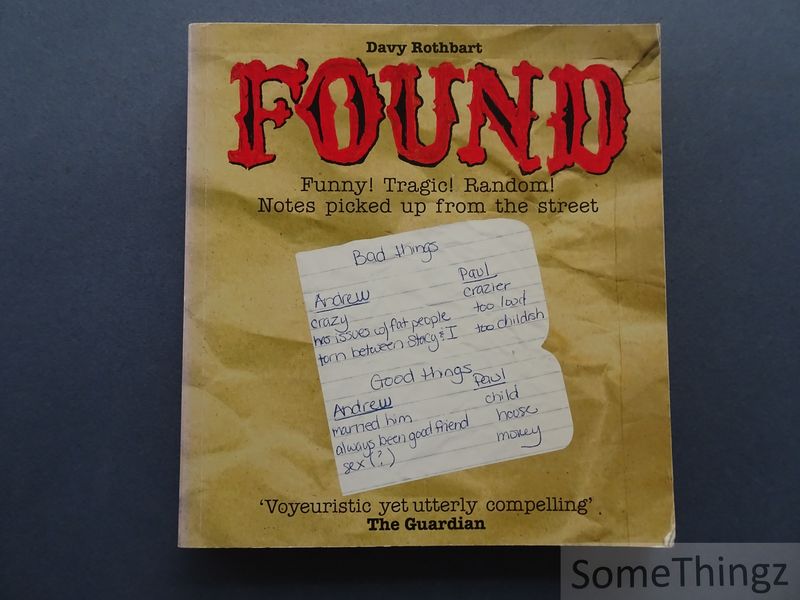 Davy Rothbart
FOUND
Funny! Tragic! Random!
Notes picked up from the street
Bad things
Andrew
crazy
has issues w/ fat people
torn between Stacy & I
Paul
crazier
too loud
too childish
Good things
Andrew
married him
always been good friend
sex (?)
Paul
child
house
money
'Voyeuristic yet utterly compelling'
The Guardian
SomeThingz